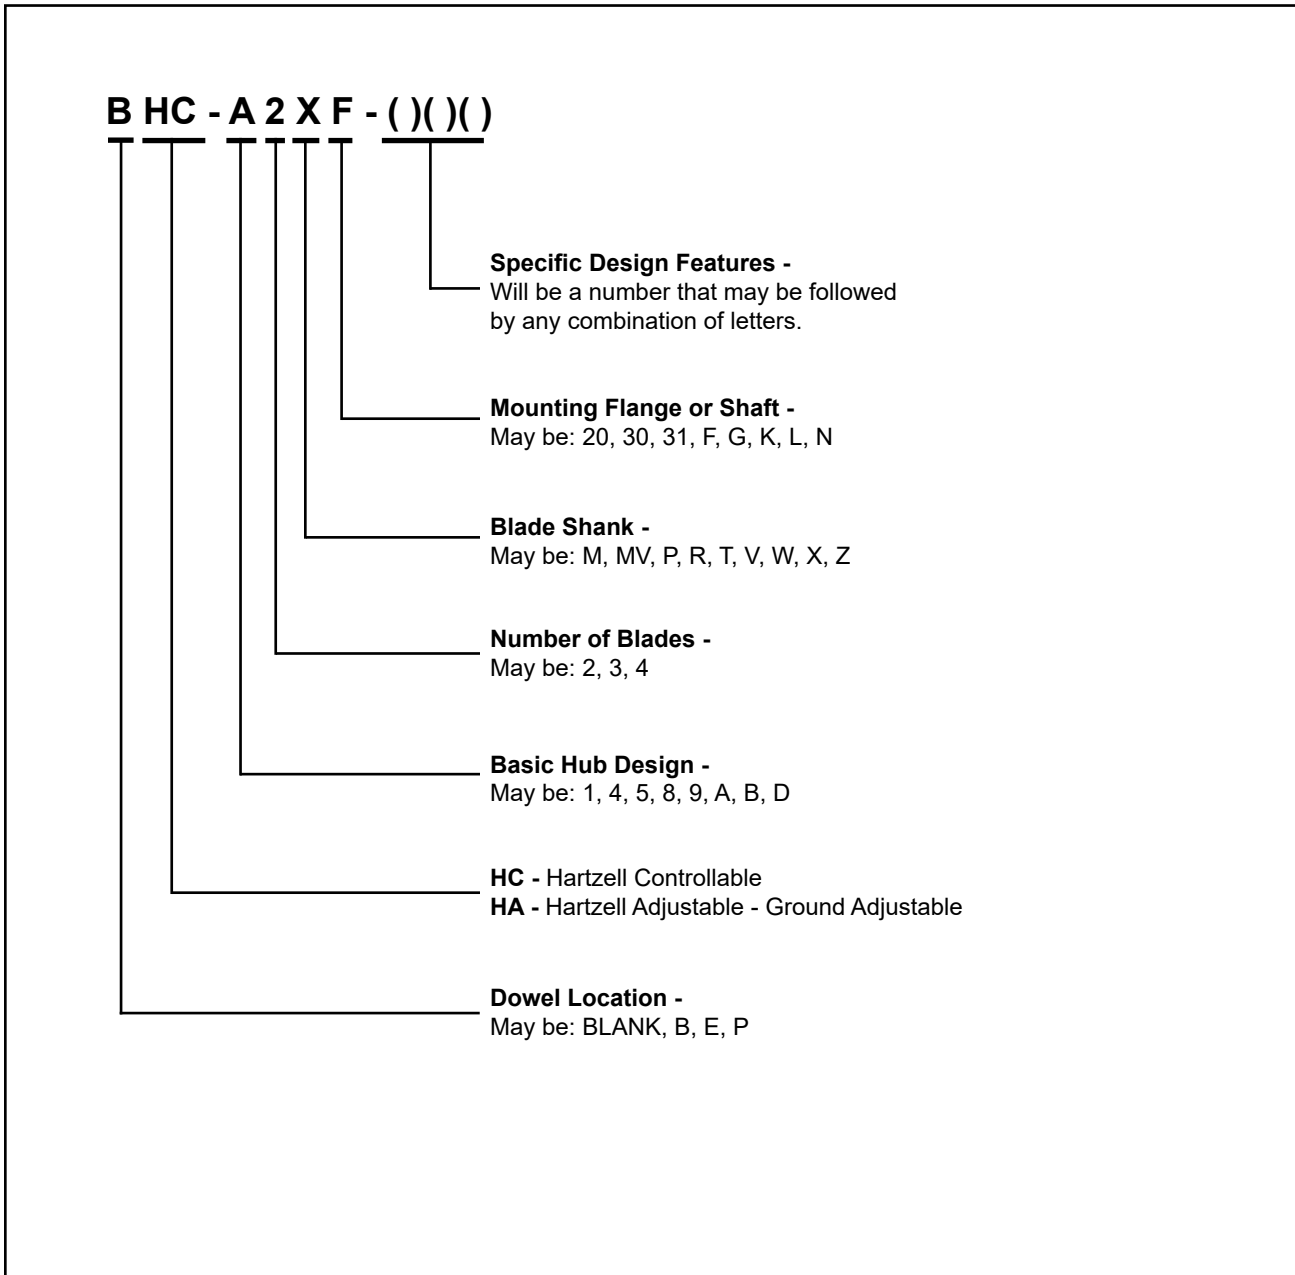 B HC - A 2 X F - ( )( )( )
Specific Design Features -
Will be a number that may be followed
by any combination of letters.
Mounting Flange or Shaft -
May be: 20, 30, 31, F, G, K, L, N
Blade Shank -
May be: M, MV, P, R, T, V, W, X, Z
Number of Blades -
May be: 2, 3, 4
Basic Hub Design -
May be: 1, 4, 5, 8, 9, A, B, D
HC - Hartzell Controllable
HA - Hartzell Adjustable - Ground Adjustable
Dowel Location -
May be: BLANK, B, E, P